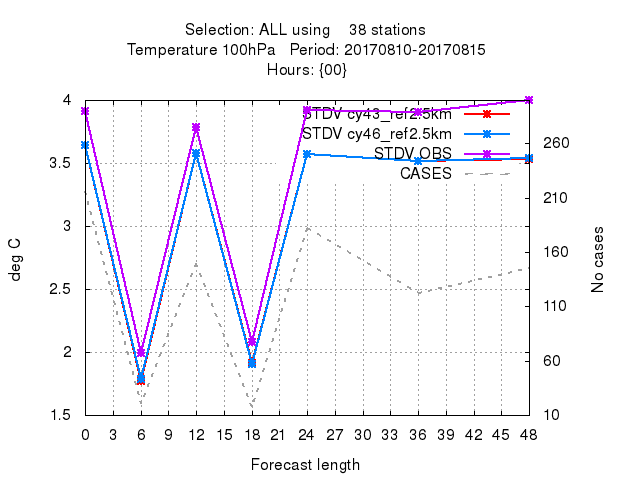 Selection: ALL using    38 stations
Temperature 100hPa   Period: 20170810-20170815
Hours: {00}
STDV cy43_ref2.5km
STDV cy46_ref2.5km
STDV OBS
CASES
4
3.5
3
2.5
2
1.5
260
210
160
110
60
10
deg C
No cases
0 3 6 9 12 15 18 21 24 27 30 33 36 39 42 45 48
Forecast length